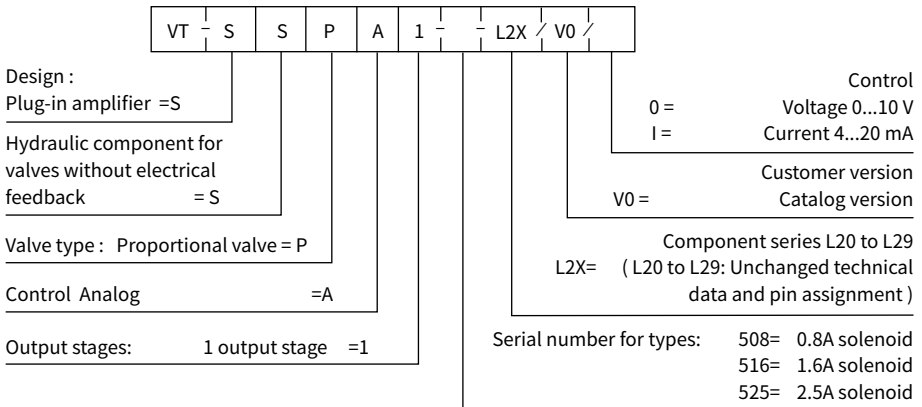 VT - S S P A 1 - - L2X / V0 /
Design :
Plug-in amplifier =S
Hydraulic component for
valves without electrical
feedback = S
Valve type : Proportional valve = P
Control Analog =A
Output stages: 1 output stage =1
Control
0 = Voltage 0...10 V
I = Current 4...20 mA
Customer version
V0 = Catalog version
Component series L20 to L29
L2X= ( L20 to L29: Unchanged technical
data and pin assignment )
Serial number for types: 508= 0.8A solenoid
516= 1.6A solenoid
525= 2.5A solenoid